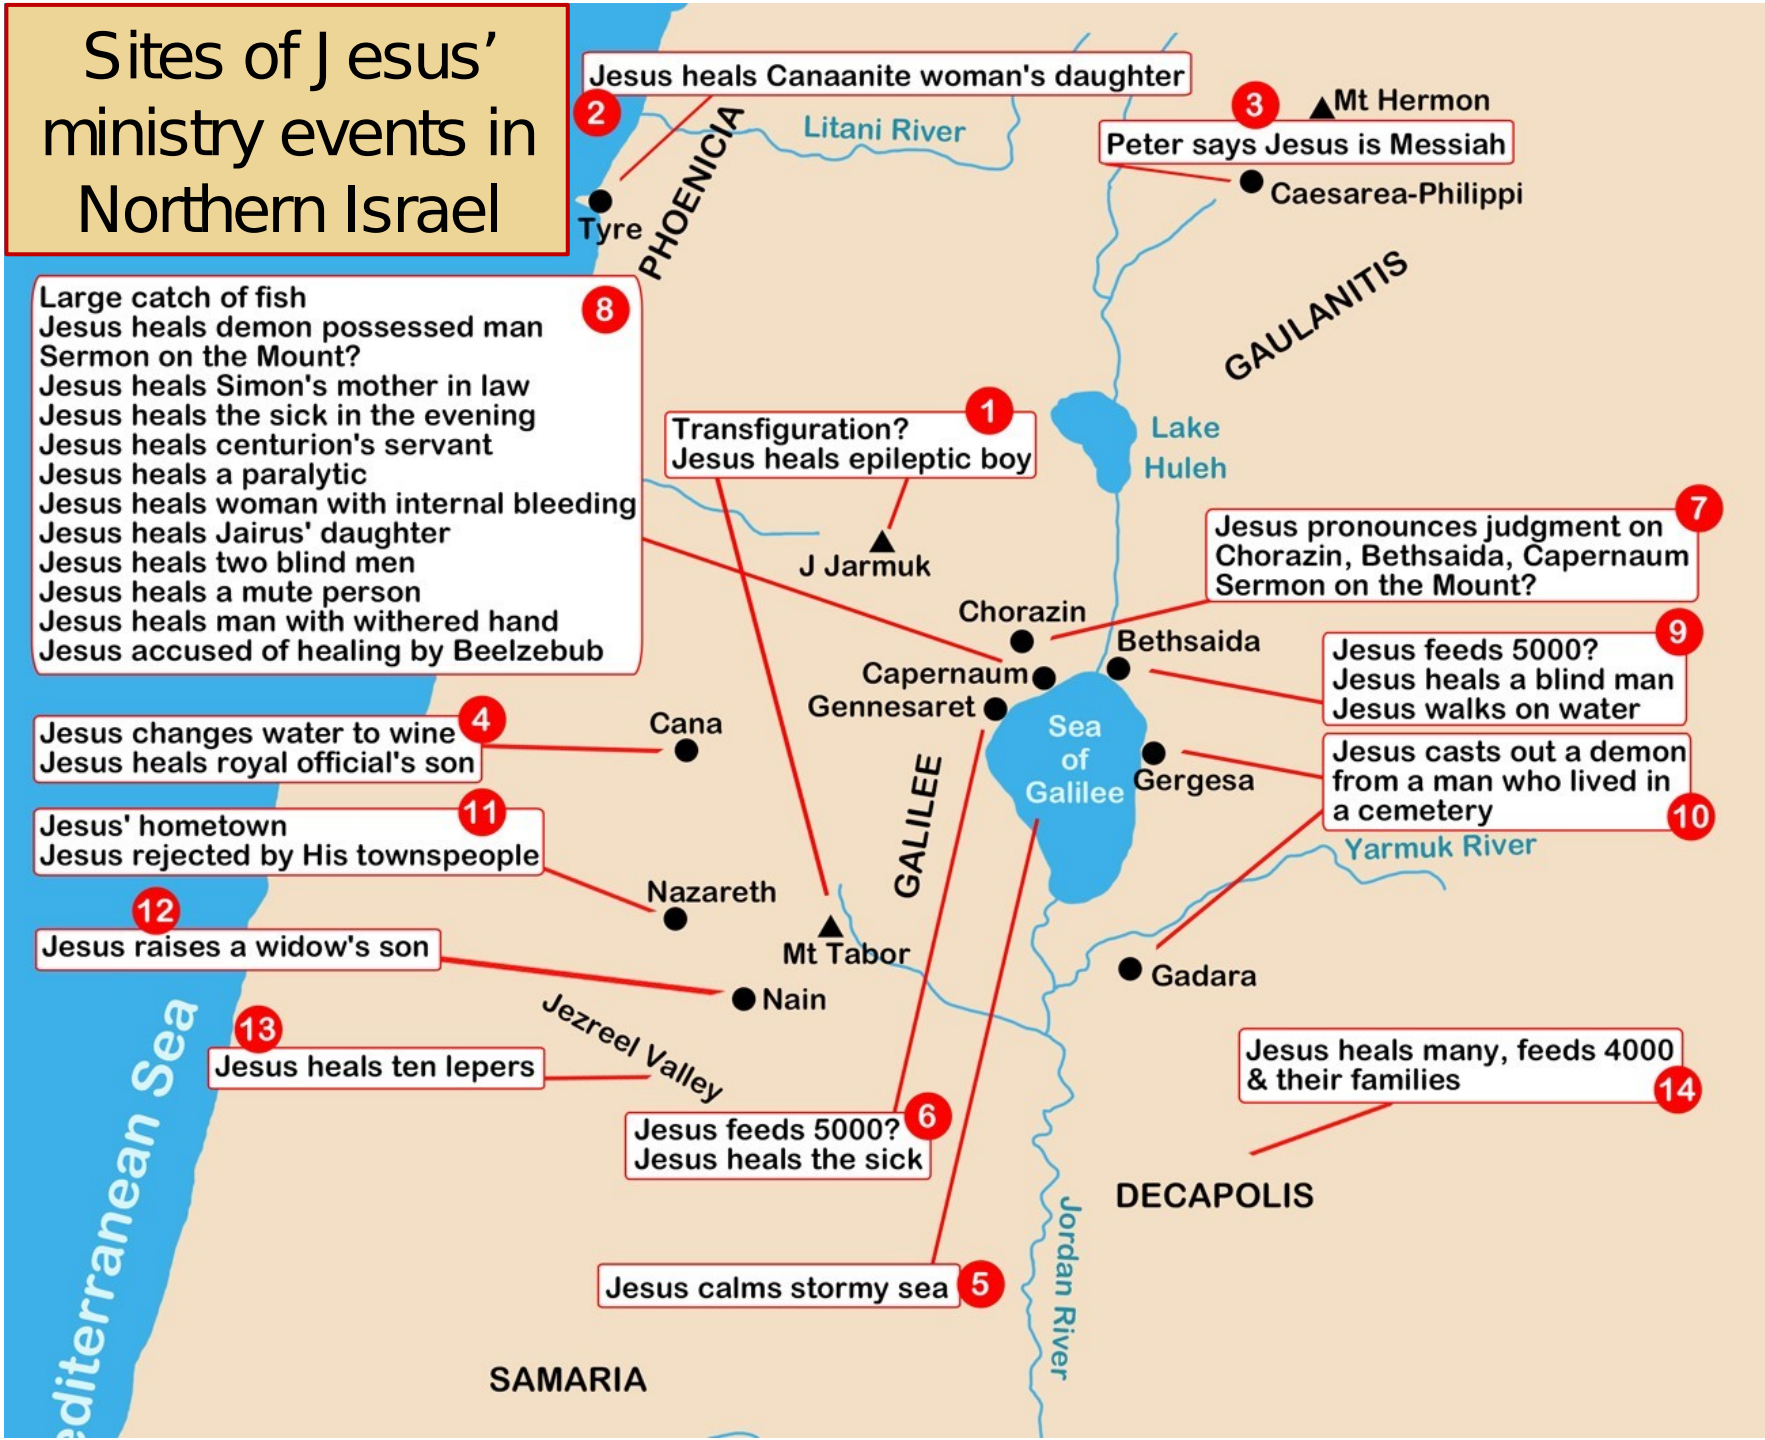 Sites of Jesus’
ministry events in
Northern Israel
Jesus heals Canaanite woman's daughter
2
3
Mt Hermon
Litani River
Peter says Jesus is Messiah
Caesarea-Philippi
Tyre
PHOENICIA
GAULANITIS
8
Large catch of fish
Jesus heals demon possessed man
Sermon on the Mount?
Jesus heals Simon's mother in law
Jesus heals the sick in the evening
Jesus heals centurion's servant
Jesus heals a paralytic
Jesus heals woman with internal bleeding
Jesus heals Jairus' daughter
Jesus heals two blind men
Jesus heals a mute person
Jesus heals man with withered hand
Jesus accused of healing by Beelzebub
1
Transfiguration?
Jesus heals epileptic boy
Lake
Huleh
J Jarmuk
7
Jesus pronounces judgment on
Chorazin, Bethsaida, Capernaum
Sermon on the Mount?
Chorazin
Bethsaida
Capernaum
Gennesaret
9
Jesus feeds 5000?
Jesus heals a blind man
Jesus walks on water
4
Jesus changes water to wine
Jesus heals royal official's son
Cana
Sea
of
Galilee
Gergesa
Jesus casts out a demon
from a man who lived in
a cemetery
10
Yarmuk River
GALILEE
11
Jesus' hometown
Jesus rejected by His townspeople
Nazareth
12
Jesus raises a widow's son
Mt Tabor
Gadara
Nain
Jezreel Valley
13
Jesus heals ten lepers
Jesus heals many, feeds 4000
& their families
14
6
Jesus feeds 5000?
Jesus heals the sick
DECAPOLIS
Jordan River
Jesus calms stormy sea
5
SAMARIA
editerranean Sea